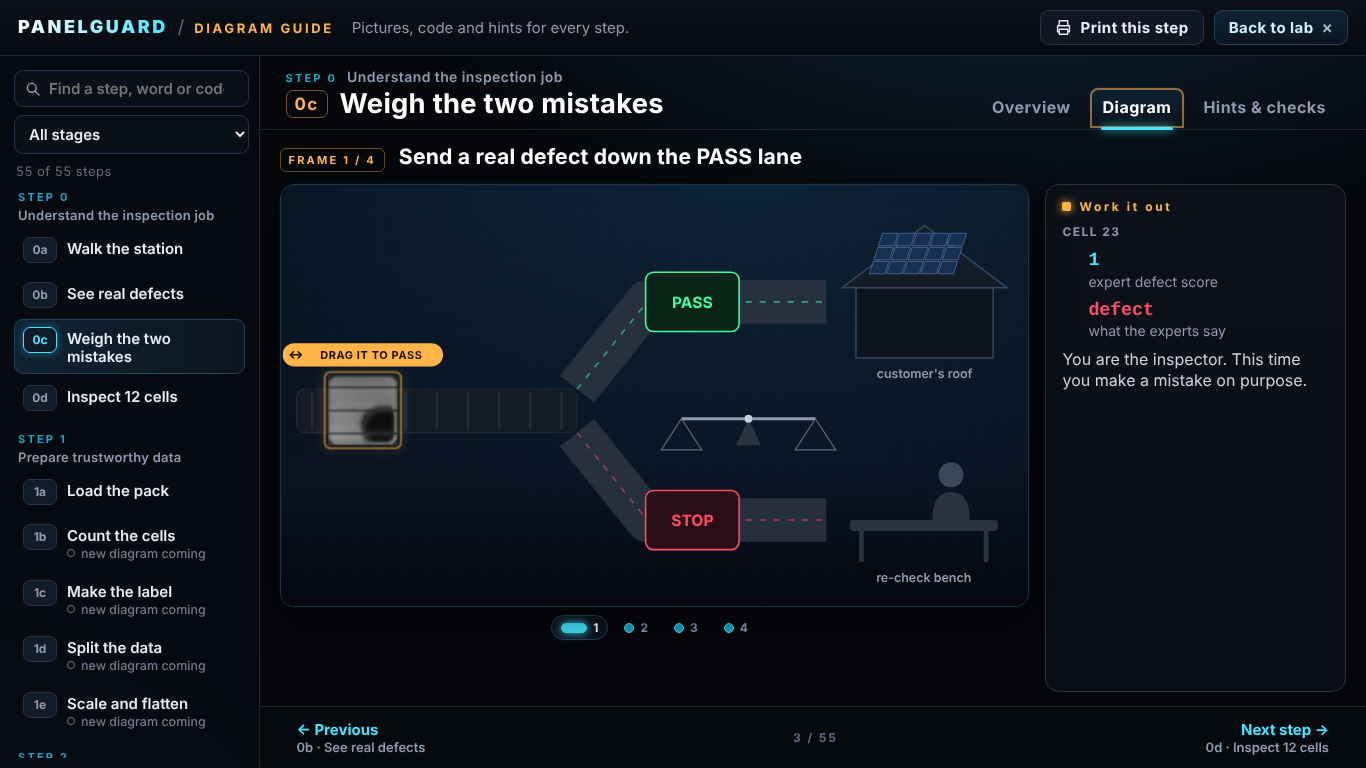 PANELGUARD / DIAGRAM GUIDE Pictures, code and hints for every step.
Print this step
Back to lab ×
Find a step, word or cod
All stages
55 of 55 steps
STEP 0
Understand the inspection job
0a Walk the station
0b See real defects
0c Weigh the two
mistakes
0d Inspect 12 cells
STEP 1
Prepare trustworthy data
1a Load the pack
1b Count the cells
new diagram coming
1c Make the label
new diagram coming
1d Split the data
new diagram coming
1e Scale and flatten
new diagram coming
STEP 2
STEP 0 Understand the inspection job
0c Weigh the two mistakes
Overview
Diagram
Hints & checks
FRAME 1 / 4 Send a real defect down the PASS lane
DRAG IT TO PASS
PASS
customer's roof
STOP
re-check bench
1
2
3
4
Work it out
CELL 23
1
expert defect score
defect
what the experts say
You are the inspector. This time
you make a mistake on purpose.
← Previous
0b · See real defects
3 / 55
Next step →
0d · Inspect 12 cells